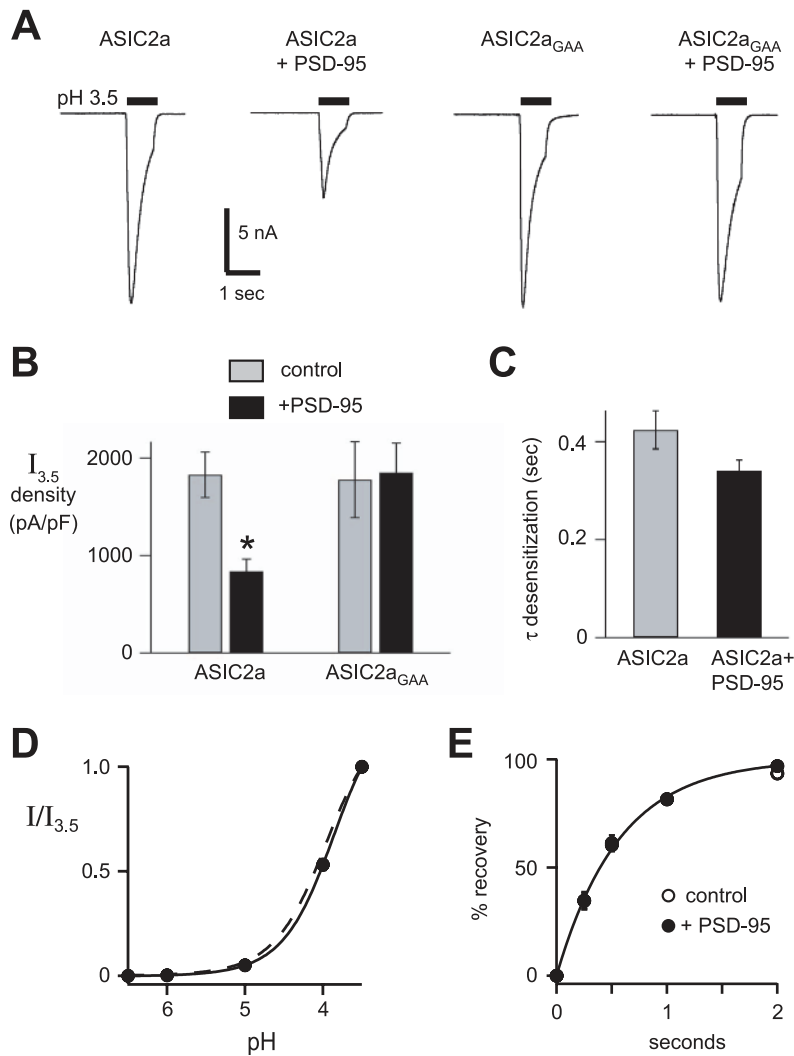 A
ASIC2a
ASIC2a
+ PSD-95
ASIC2aGAA
ASIC2aGAA
+ PSD-95
pH 3.5
5 nA
1 sec
B
control
+PSD-95
I3.5
density
(pA/pF)
2000
1000
0
ASIC2a
ASIC2aGAA
*
C
τ desensitization (sec)
0.4
0.2
0
ASIC2a
ASIC2a+
PSD-95
D
I/I3.5
1.0
0.5
0
6
5
4
pH
E
% recovery
100
50
0
control
+ PSD-95
0
1
2
seconds